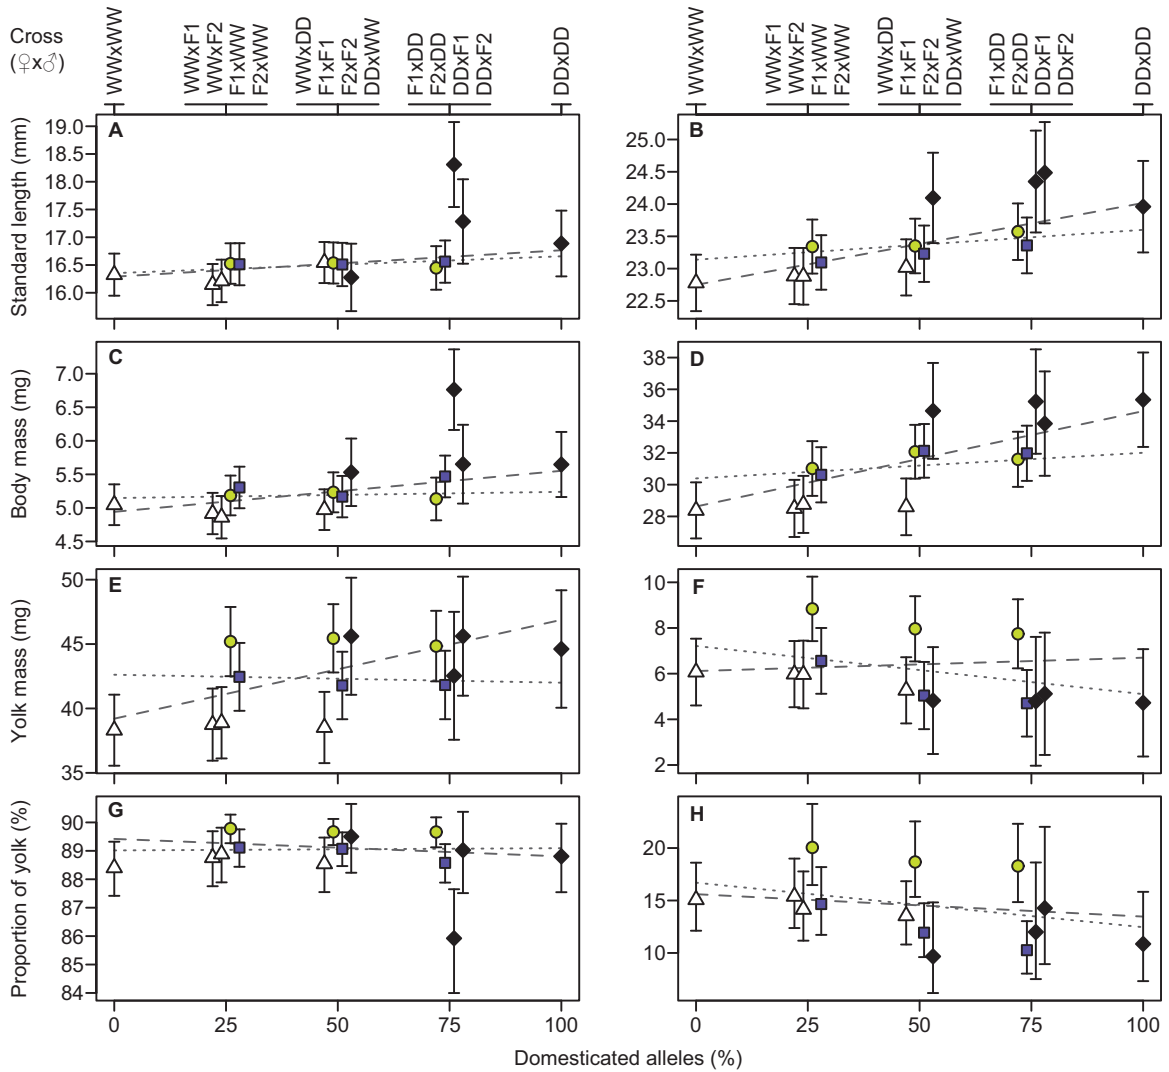 Cross
(♀x♂)
WWxWW
WWxF1
WWxF2
F1xWW
F2xWW
WWxDD
F1xF1
F2xF2
DDxWW
F1xDD
F2xDD
DDxF1
DDxF2
DDxDD
WWxWW
WWxF1
WWxF2
F1xWW
F2xWW
WWxDD
F1xF1
F2xF2
DDxWW
F1xDD
F2xDD
DDxF1
DDxF2
DDxDD
Standard length (mm)
A
19.0
18.5
18.0
17.5
17.0
16.5
16.0
B
25.0
24.5
24.0
23.5
23.0
22.5
Body mass (mg)
C
7.0
6.5
6.0
5.5
5.0
4.5
D
38
36
34
32
30
28
Yolk mass (mg)
E
50
45
40
35
F
10
8
6
4
2
Proportion of yolk (%)
G
90
89
88
87
86
85
84
H
20
15
10
0 25 50 75 100
0 25 50 75 100
Domesticated alleles (%)